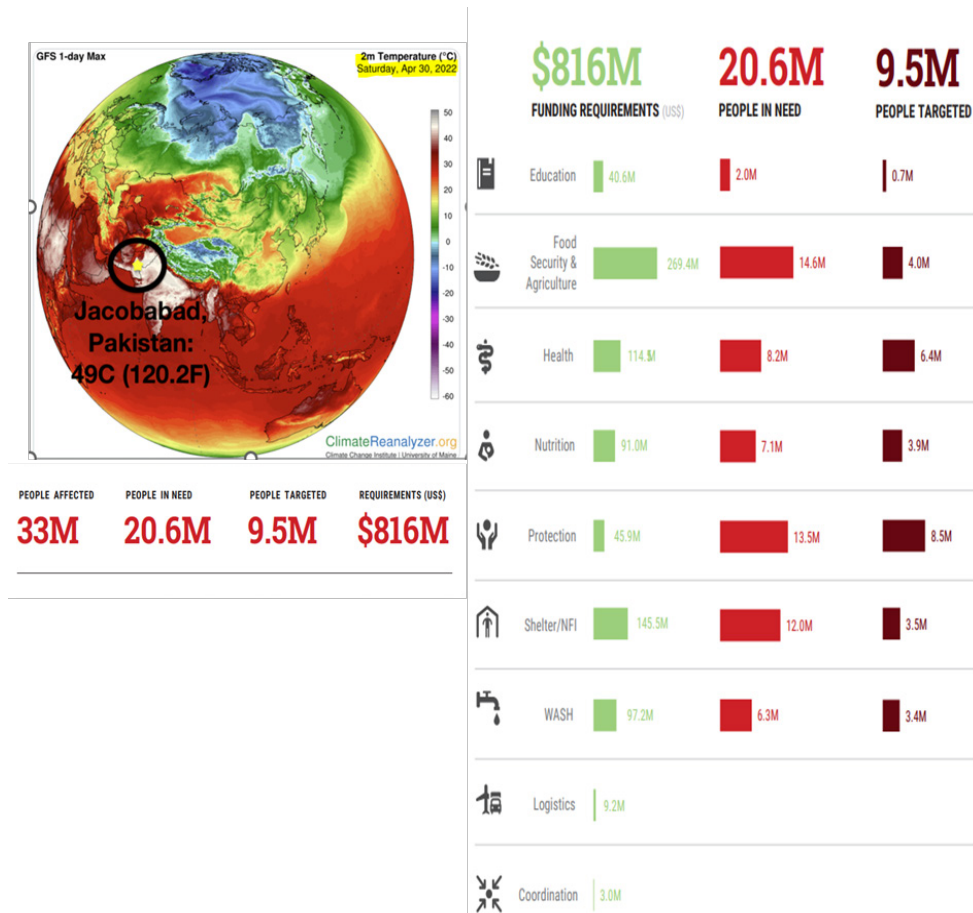 GFS 1-day Max
2m Temperature (°C)
Saturday, Apr 30, 2022
50
40
30
20
10
0
-10
-20
-30
-40
-50
-60
Jacobabad,
Pakistan:
49C (120.2F)
ClimateReanalyzer.org
Climate Change Institute | University of Maine
PEOPLE AFFECTED
33M
PEOPLE IN NEED
20.6M
PEOPLE TARGETED
9.5M
REQUIREMENTS (US$)
$816M
$816M
FUNDING REQUIREMENTS (US$)
20.6M
PEOPLE IN NEED
9.5M
PEOPLE TARGETED
Education 40.6M 2.0M 0.7M
Food
Security &
Agriculture
269.4M 14.6M 4.0M
Health 114.5M 8.2M 6.4M
Nutrition 91.0M 7.1M 3.9M
Protection 45.9M 13.5M 8.5M
Shelter/NFI 145.5M 12.0M 3.5M
WASH 97.2M 6.3M 3.4M
Logistics 9.2M
Coordination 3.0M